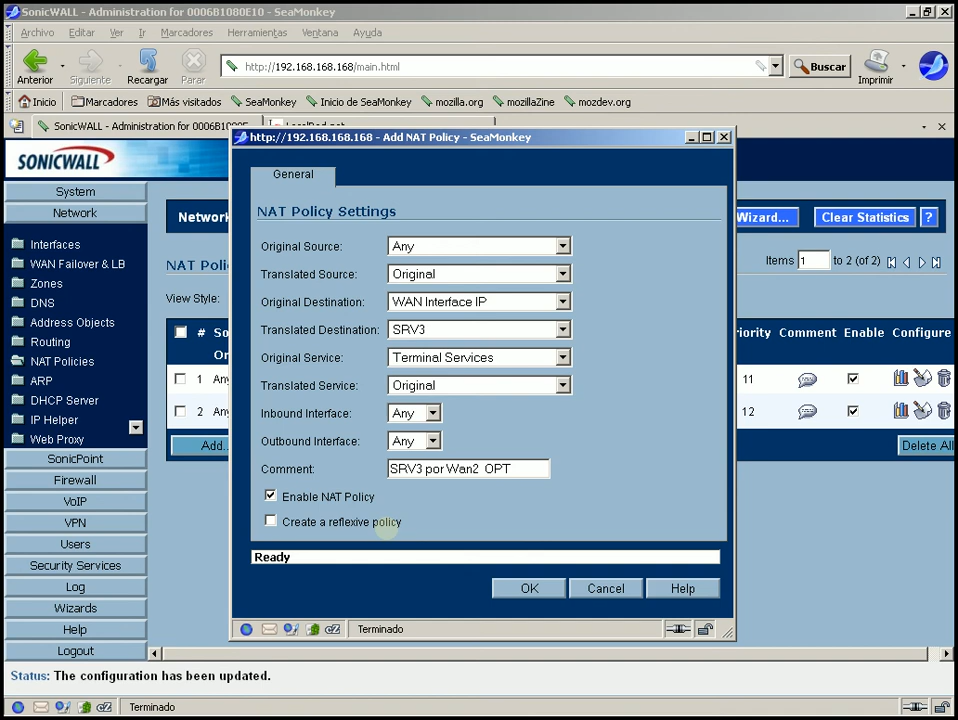 SonicWALL - Administration for 0006B1080E10 - SeaMonkey
Archivo Editar Ver Ir Marcadores Herramientas Ventana Ayuda
Anterior Siguiente Recargar Parar http://192.168.168.168/main.html Buscar Imprimir
Inicio Marcadores Más visitados SeaMonkey Inicio de SeaMonkey mozilla.org mozillaZine mozdev.org
SonicWALL - Administration for 0006B1080E...
http://192.168.168.168 - Add NAT Policy - SeaMonkey
SONICWALL
System
Network
Interfaces
WAN Failover & LB
Zones
DNS
Address Objects
Routing
NAT Policies
ARP
DHCP Server
IP Helper
Web Proxy
SonicPoint
Firewall
VoIP
VPN
Users
Security Services
Log
Wizards
Help
Logout
Network
Wizard... Clear Statistics ?
NAT Poli
Items 1 to 2 (of 2)
View Style:
# So
Or
riority Comment Enable Configure
1 Any 11
2 Any 12
Add... Delete All
General
NAT Policy Settings
Original Source: Any
Translated Source: Original
Original Destination: WAN Interface IP
Translated Destination: SRV3
Original Service: Terminal Services
Translated Service: Original
Inbound Interface: Any
Outbound Interface: Any
Comment: SRV3 por Wan2 OPT
Enable NAT Policy
Create a reflexive policy
Ready
OK Cancel Help
Terminado
Status: The configuration has been updated.
Terminado